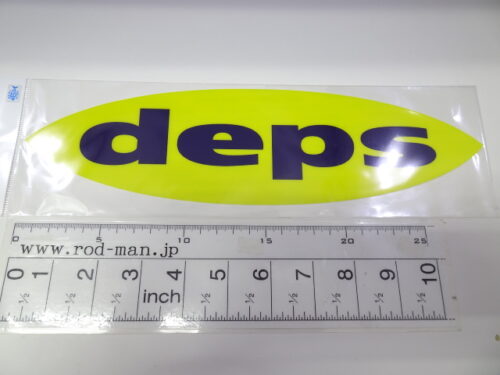 deps
0 5 10 15 20 25
www.rod-man.jp
0 1 2 3 4 5 6 7 8 9 10
½ ½ ½ ½ ½ ½ ½ ½ ½ ½
inch